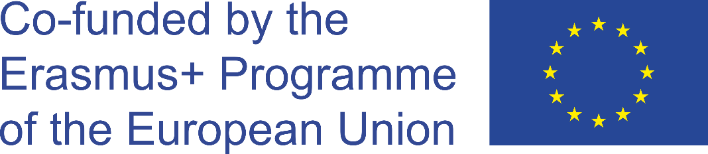 Co-funded by the
Erasmus+ Programme
of the European Union